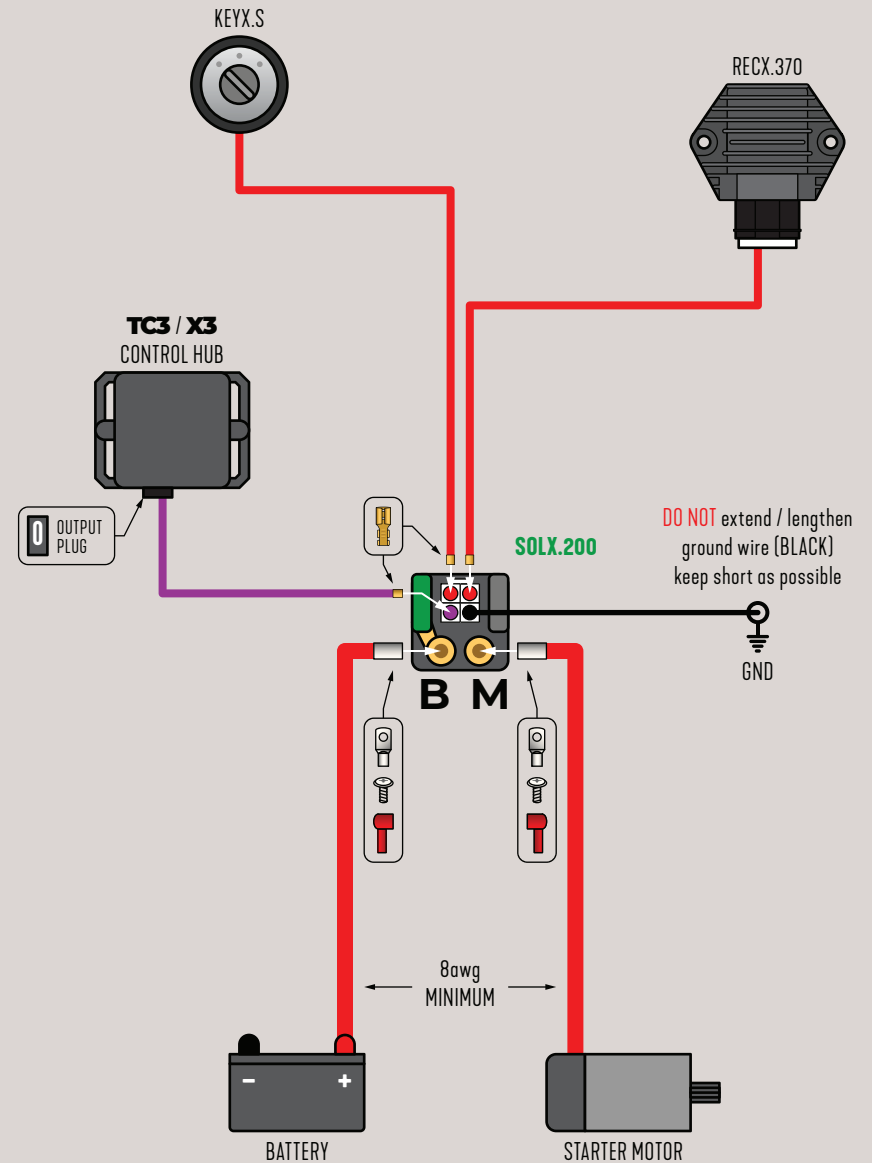 KEYX.S
RECX.370
TC3 / X3
CONTROL HUB
0
OUTPUT
PLUG
SOLX.200
DO NOT extend / lengthen
ground wire (BLACK)
keep short as possible
GND
B M
8awg
MINIMUM
- +
BATTERY
STARTER MOTOR